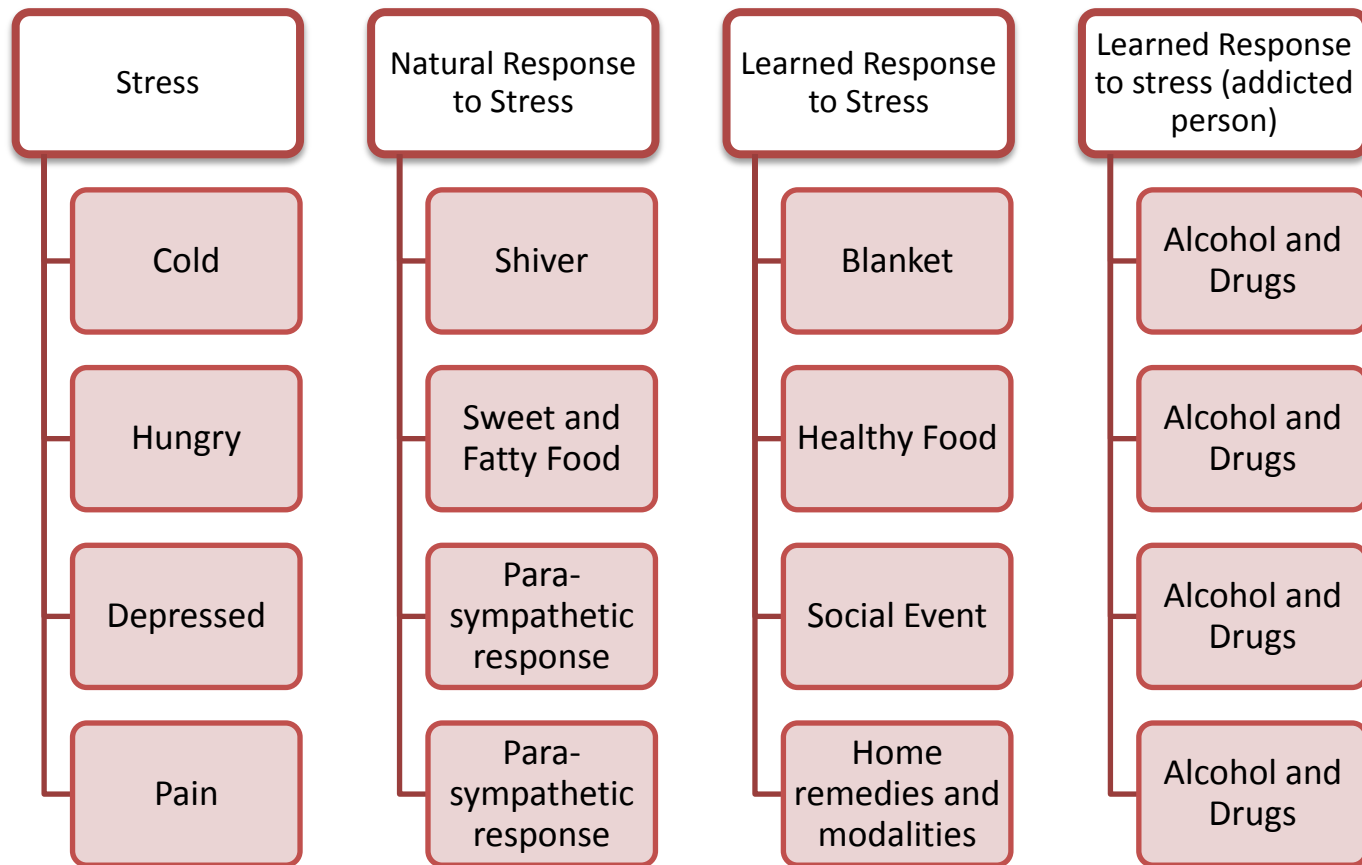 Stress
Cold
Hungry
Depressed
Pain
Natural Response
to Stress
Shiver
Sweet and
Fatty Food
Para-
sympathetic
response
Para-
sympathetic
response
Learned Response
to Stress
Blanket
Healthy Food
Social Event
Home
remedies and
modalities
Learned Response
to stress (addicted
person)
Alcohol and
Drugs
Alcohol and
Drugs
Alcohol and
Drugs
Alcohol and
Drugs